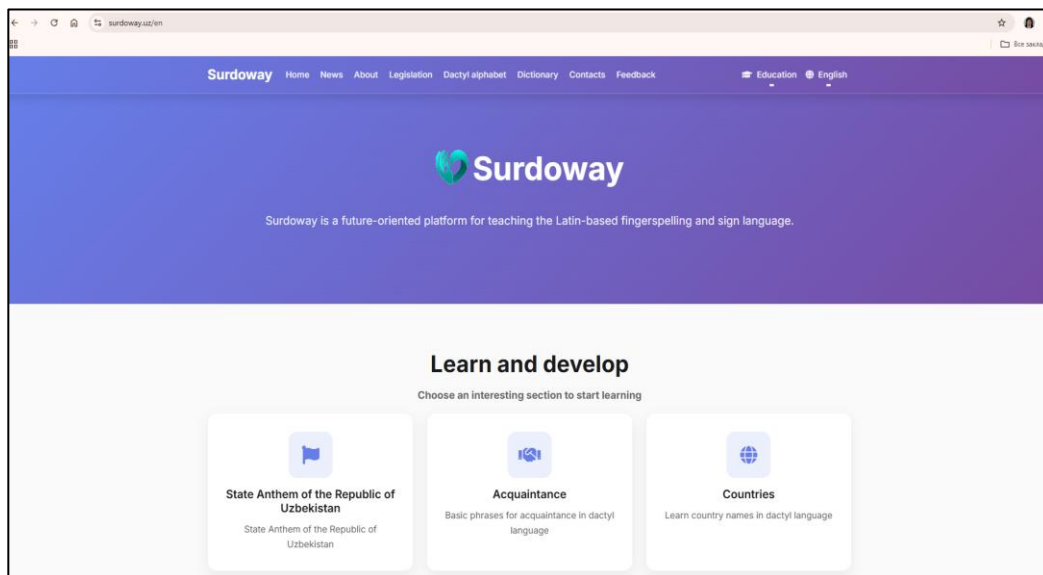 surdoway.uz/en
Все закла
Surdoway Home News About Legislation Dactyl alphabet Dictionary Contacts Feedback Education English
Surdoway
Surdoway is a future-oriented platform for teaching the Latin-based fingerspelling and sign language.
Learn and develop
Choose an interesting section to start learning
State Anthem of the Republic of
Uzbekistan
State Anthem of the Republic of
Uzbekistan
Acquaintance
Basic phrases for acquaintance in dactyl
language
Countries
Learn country names in dactyl language